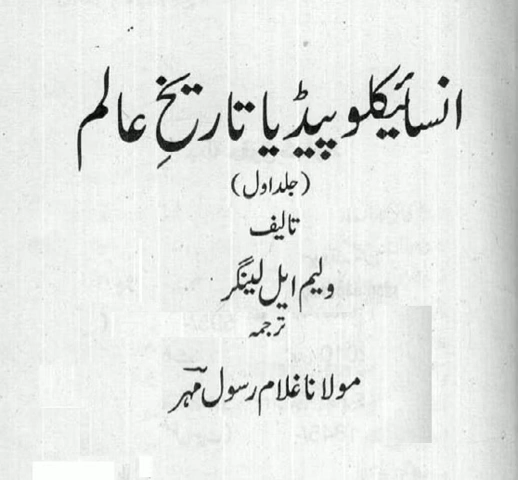 انسائیکلوپیڈیا تاریخِ عالم
(جلد اول)
تالیف
ولیم ایل لینگر
ترجمہ
مولانا غلام رسول مہر